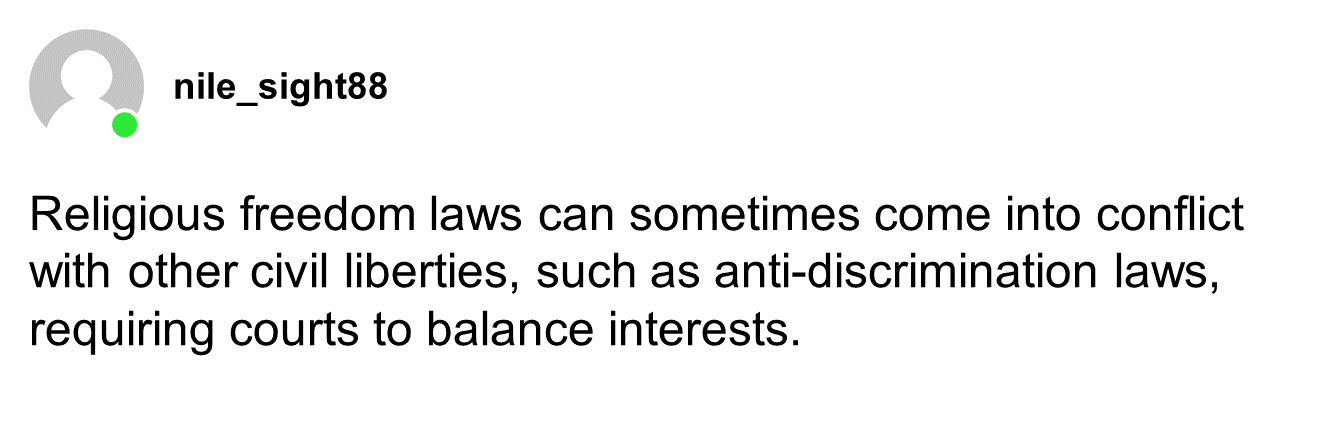 nile_sight88
Religious freedom laws can sometimes come into conflict
with other civil liberties, such as anti-discrimination laws,
requiring courts to balance interests.